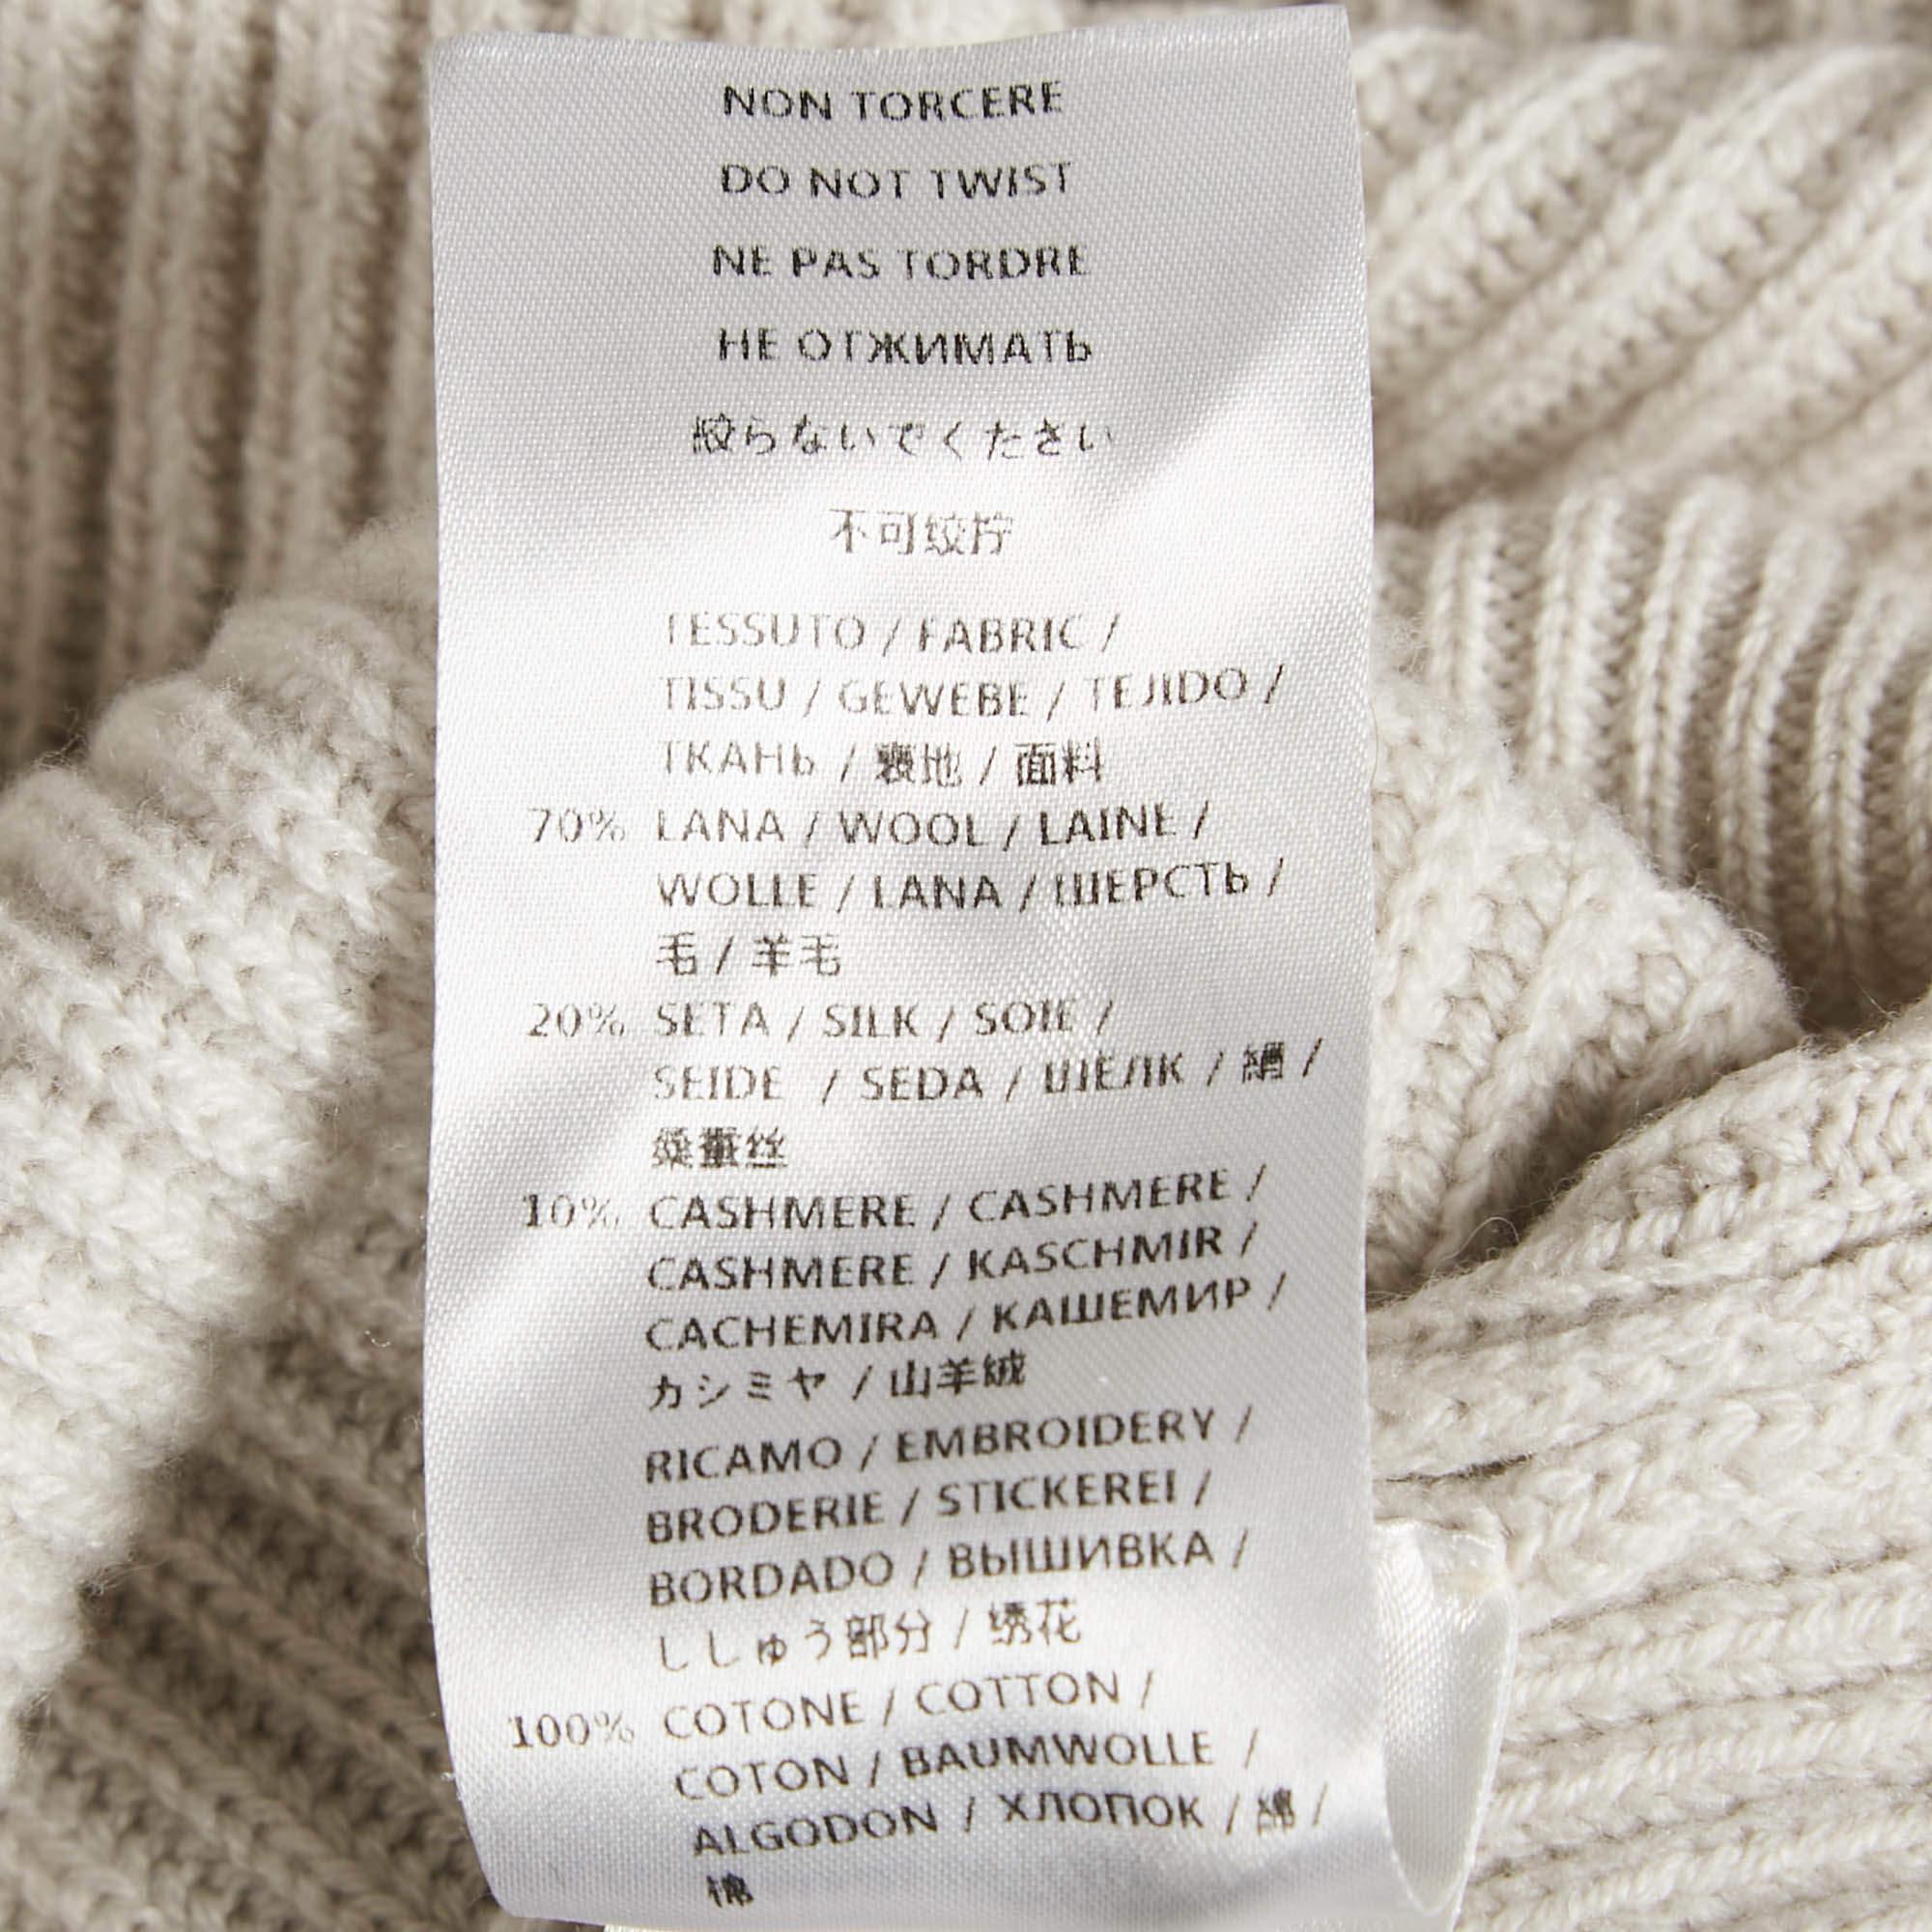 NON TORCERE
DO NOT TWIST
NE PAS TORDRE
НЕ ОТЖИМАТЬ
絞らないでください
不可绞拧
TESSUTO / FABRIC /
TISSU / GEWEBE / TEJIDO /
ТКАНЬ / 裏地 / 面料
70% LANA / WOOL / LAINE /
WOLLE / LANA / ШЕРСТЬ /
毛 / 羊毛
20% SETA / SILK / SOIE /
SEIDE / SEDA / ШЁЛК / 絹 /
桑蚕丝
10% CASHMERE / CASHMERE /
CASHMERE / KASCHMIR /
CACHEMIRA / КАШЕМИР /
カシミヤ / 山羊绒
RICAMO / EMBROIDERY /
BRODERIE / STICKEREI /
BORDADO / ВЫШИВКА /
ししゅう部分 / 绣花
100% COTONE / COTTON /
COTON / BAUMWOLLE /
ALGODON / ХЛОПОК / 綿 /
棉